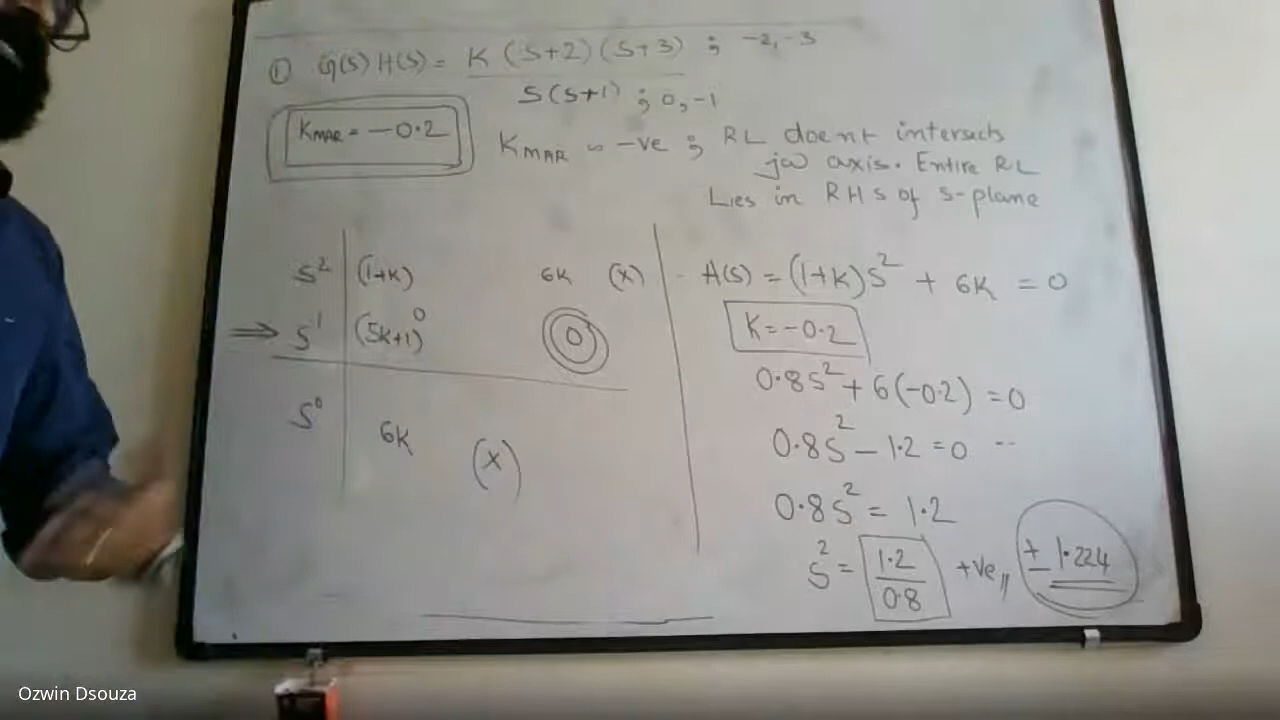 ① G(s) H(s) = K (s+2) (s+3) ; -2, -3
s(s+1) ; 0, -1
KMAR = -0.2
KMAR is -ve ; RL doent intersects
jω axis. Entire RL
Lies in RHS of s-plane
s² (1+K) 6K (x)
⇒ s¹ (5K+1) 0 0
s⁰ 6K (x)
A(s) = (1+K)s² + 6K = 0
K = -0.2
0.8s² + 6(-0.2) = 0
0.8s² - 1.2 = 0 --
0.8s² = 1.2
s² = 1.2/0.8 +ve,, ± 1.224
Ozwin Dsouza